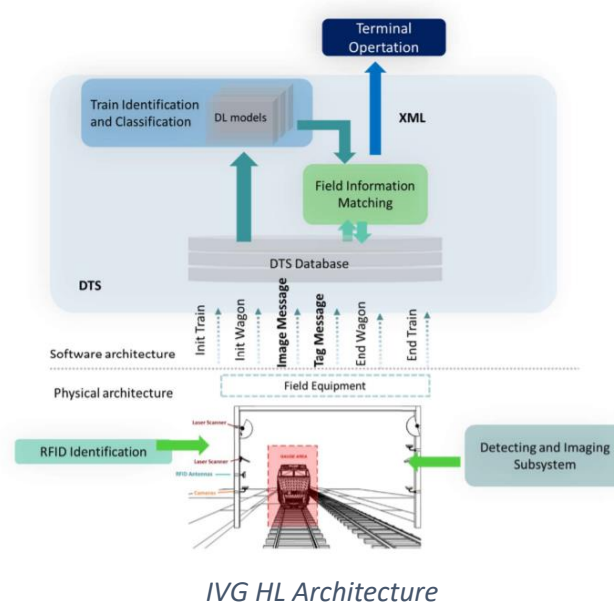 Terminal
Opertation
Train Identification
and Classification
DL models
XML
Field Information
Matching
DTS Database
DTS
Init Train
Init Wagon
Image Message
Tag Message
End Wagon
End Train
Software architecture
Physical architecture
Field Equipment
RFID Identification
Laser Scanner
Laser Scanner
RFID Antennas
Cameras
GAUGE AREA
Detecting and Imaging
Subsystem
IVG HL Architecture